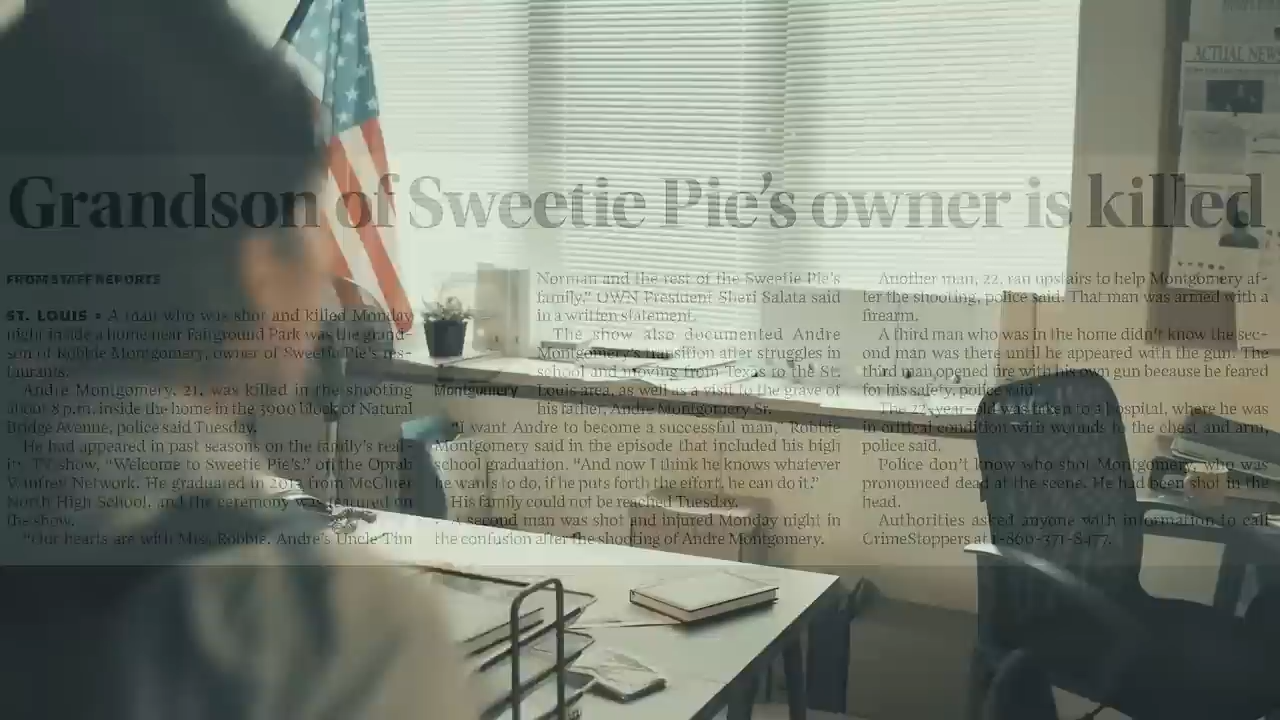 ACTUAL NEWS
Grandson of Sweetie Pie's owner is killed
FROM STAFF REPORTS
ST. LOUIS • A man who was shot and killed Monday
night inside a home near Fairground Park was the grand-
son of Robbie Montgomery, owner of Sweetie Pie's res-
taurants.
Andre Montgomery, 21, was killed in the shooting
about 8 p.m. inside the home in the 3900 block of Natural
Bridge Avenue, police said Tuesday.
He had appeared in past seasons on the family's real-
ity TV show, "Welcome to Sweetie Pie's," on the Oprah
Winfrey Network. He graduated in 2013 from McCluer
North High School, and the ceremony was featured on
the show.
"Our hearts are with Miss Robbie, Andre's Uncle Tim
Montgomery
Norman and the rest of the Sweetie Pie's
family," OWN President Sheri Salata said
in a written statement.
The show also documented Andre
Montgomery's transition after struggles in
school and moving from Texas to the St.
Louis area, as well as a visit to the grave of
his father, Andre Montgomery Sr.
"I want Andre to become a successful man," Robbie
Montgomery said in the episode that included his high
school graduation. "And now I think he knows whatever
he wants to do, if he puts forth the effort, he can do it."
His family could not be reached Tuesday.
A second man was shot and injured Monday night in
the confusion after the shooting of Andre Montgomery.
Another man, 22, ran upstairs to help Montgomery af-
ter the shooting, police said. That man was armed with a
firearm.
A third man who was in the home didn't know the sec-
ond man was there until he appeared with the gun. The
third man opened fire with his own gun because he feared
for his safety, police said.
The 22-year-old was taken to a hospital, where he was
in critical condition with wounds to the chest and arm,
police said.
Police don't know who shot Montgomery, who was
pronounced dead at the scene. He had been shot in the
head.
Authorities asked anyone with information to call
CrimeStoppers at 1-866-371-8477.